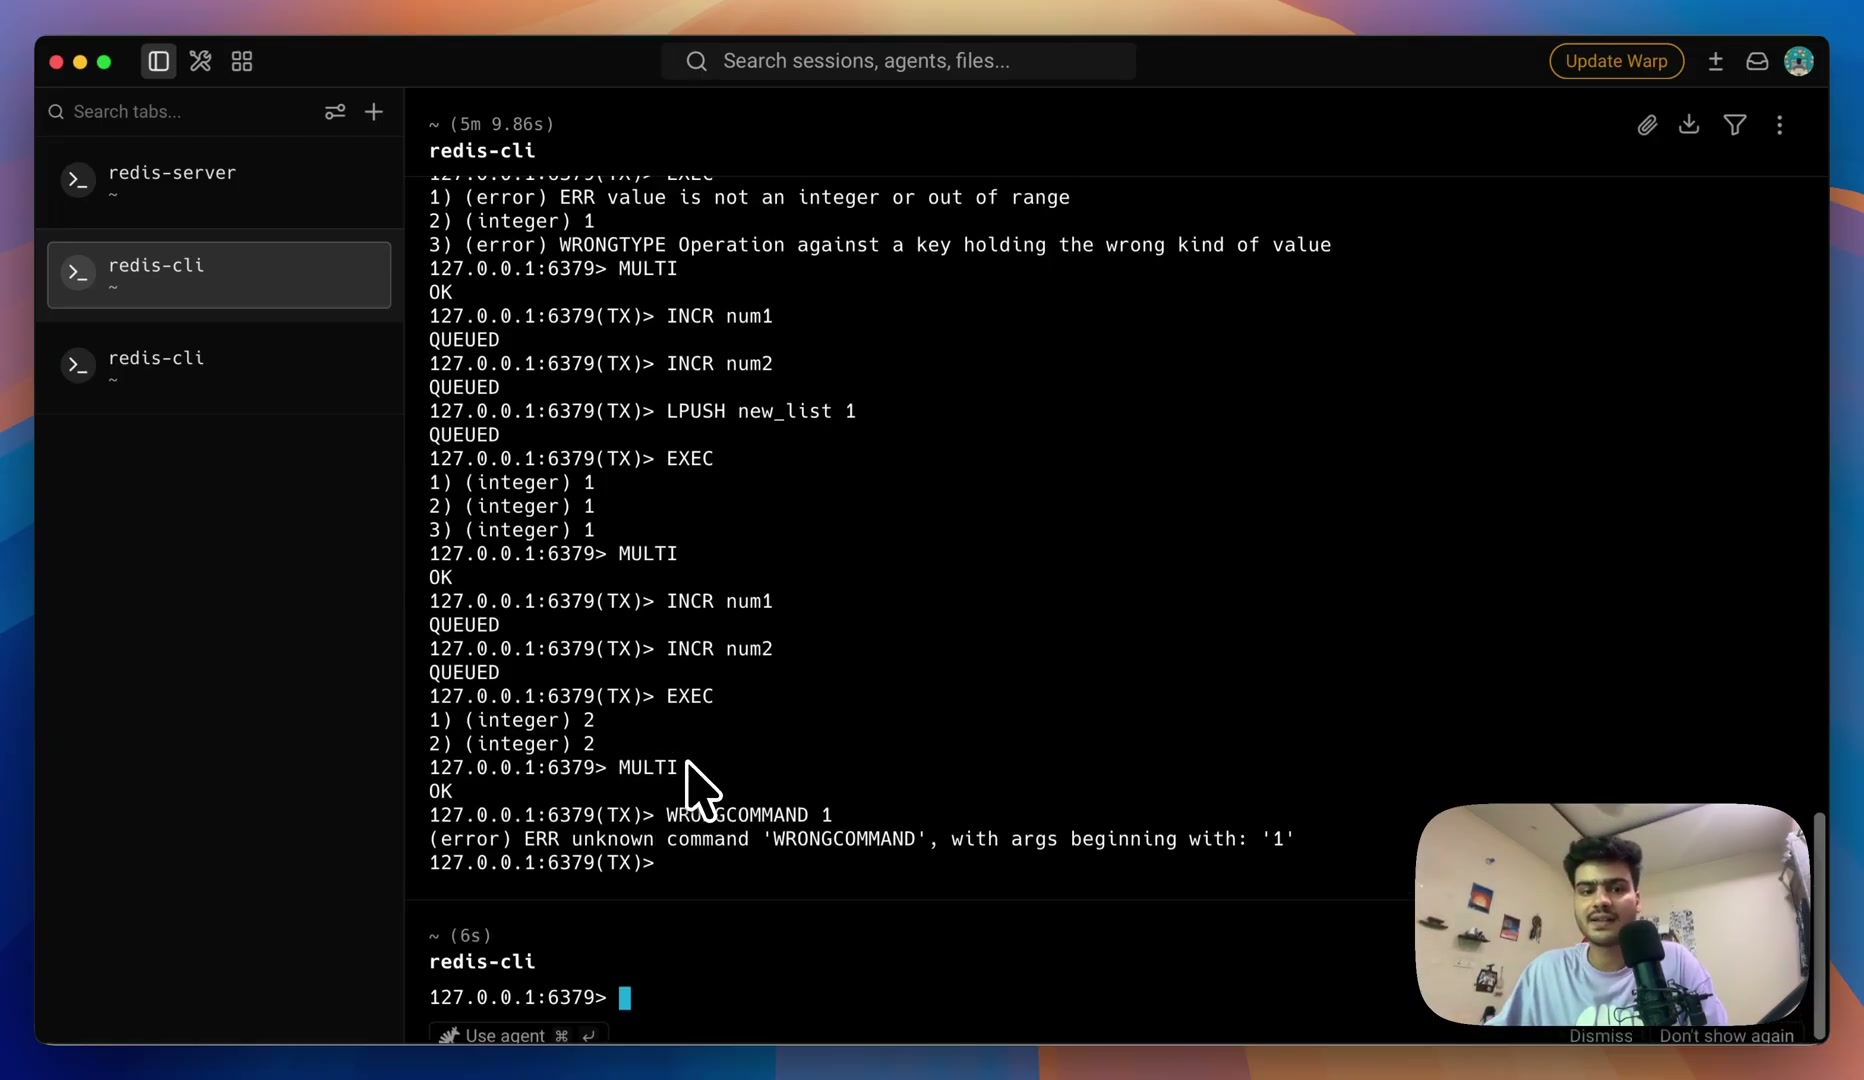 Search sessions, agents, files...
Update Warp
Search tabs...
redis-server
~
redis-cli
~
redis-cli
~
~ (5m 9.86s)
redis-cli
127.0.0.1:6379(TX)> EXEC
1) (error) ERR value is not an integer or out of range
2) (integer) 1
3) (error) WRONGTYPE Operation against a key holding the wrong kind of value
127.0.0.1:6379> MULTI
OK
127.0.0.1:6379(TX)> INCR num1
QUEUED
127.0.0.1:6379(TX)> INCR num2
QUEUED
127.0.0.1:6379(TX)> LPUSH new_list 1
QUEUED
127.0.0.1:6379(TX)> EXEC
1) (integer) 1
2) (integer) 1
3) (integer) 1
127.0.0.1:6379> MULTI
OK
127.0.0.1:6379(TX)> INCR num1
QUEUED
127.0.0.1:6379(TX)> INCR num2
QUEUED
127.0.0.1:6379(TX)> EXEC
1) (integer) 2
2) (integer) 2
127.0.0.1:6379> MULTI
OK
127.0.0.1:6379(TX)> WRONGCOMMAND 1
(error) ERR unknown command 'WRONGCOMMAND', with args beginning with: '1'
127.0.0.1:6379(TX)>
~ (6s)
redis-cli
127.0.0.1:6379>
Use agent ⌘ ↵
Dismiss Don't show again